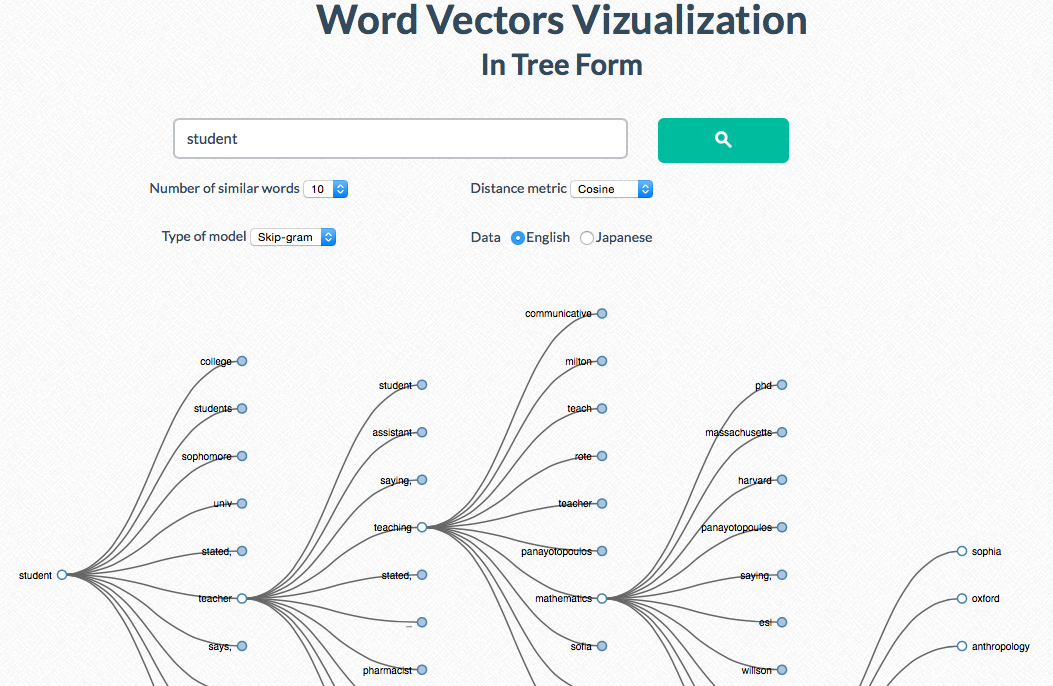 Word Vectors Vizualization
In Tree Form
student
Number of similar words 10
Distance metric Cosine
Type of model Skip-gram
Data English Japanese
communicative
college
milton
student
phd
students
teach
assistant
massachusetts
sophomore
rote
saying,
harvard
univ
teacher
teaching
panayotopoulos
stated,
panayotopoulos
sophia
student
stated,
saying,
teacher
mathematics
oxford
_
esl
says,
sofia
anthropology
pharmacist
willson